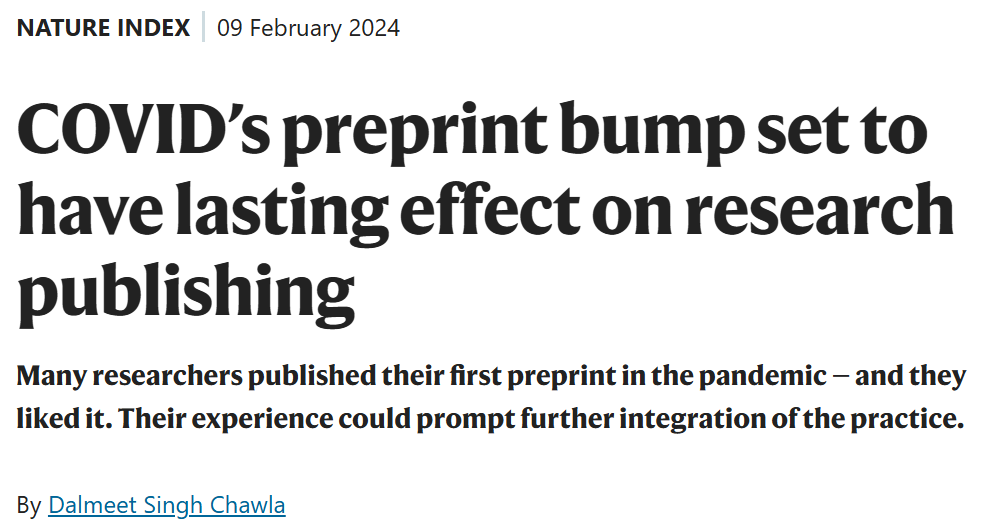 NATURE INDEX | 09 February 2024
COVID’s preprint bump set to
have lasting effect on research
publishing
Many researchers published their first preprint in the pandemic — and they
liked it. Their experience could prompt further integration of the practice.
By Dalmeet Singh Chawla